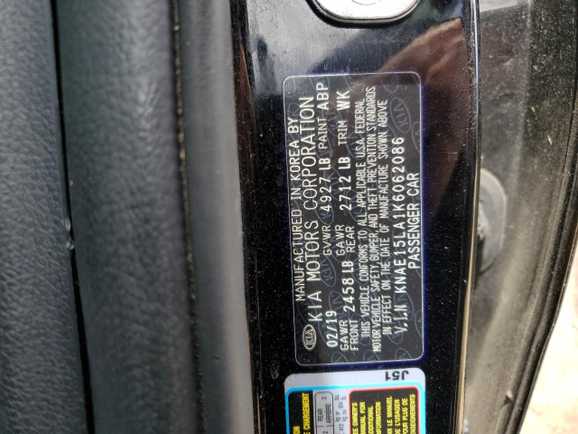 MANUFACTURED IN KOREA BY
KIA MOTORS CORPORATION
02/19 GVWR 4927 LB PAINT ABP
GAWR FRONT 2458 LB GAWR REAR 2712 LB TRIM WK
THIS VEHICLE CONFORMS TO ALL APPLICABLE U.S.A. FEDERAL
MOTOR VEHICLE SAFETY, BUMPER, AND THEFT PREVENTION STANDARDS
IN EFFECT ON THE DATE OF MANUFACTURE SHOWN ABOVE
V.I.N KNAE15LA1K6062086
PASSENGER CAR
KIA
J51